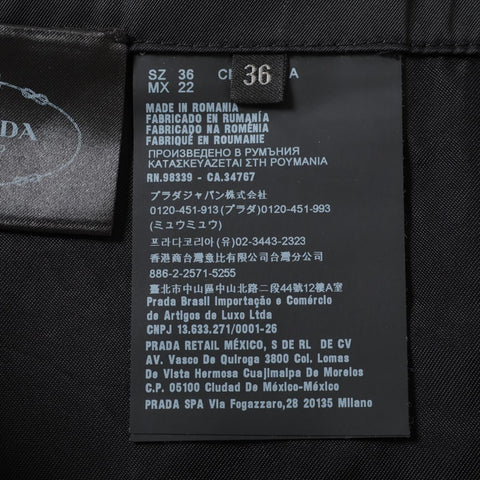 SZ 36
MX 22
36
DA
MADE IN ROMANIA
FABRICADO EN RUMANÍA
FABRICADO NA ROMÉNIA
FABRIQUÉ EN ROUMANIE
ПРОИЗВЕДЕНО В РУМЪНИЯ
ΚΑΤΑΣΚΕΥΑΖΕΤΑΙ ΣΤΗ ΡΟΥΜΑΝΙΑ
RN.98339 - CA.34767
プラダジャパン株式会社
0120-451-913(プラダ)0120-451-993
(ミュウミュウ)
프라다코리아 (유) 02-3443-2323
香港商台灣惠比有限公司台灣分公司
886-2-2571-5255
臺北市中山區中山北路二段44號12樓A室
Prada Brasil Importação e Comércio
de Artigos de Luxo Ltda
CNPJ 13.633.271/0001-26
PRADA RETAIL MÉXICO, S DE RL DE CV
AV. Vasco De Quiroga 3800 Col. Lomas
De Vista Hermosa Cuajimalpa De Morelos
C.P. 05100 Ciudad De México-México
PRADA SPA Via Fogazzaro,28 20135 Milano